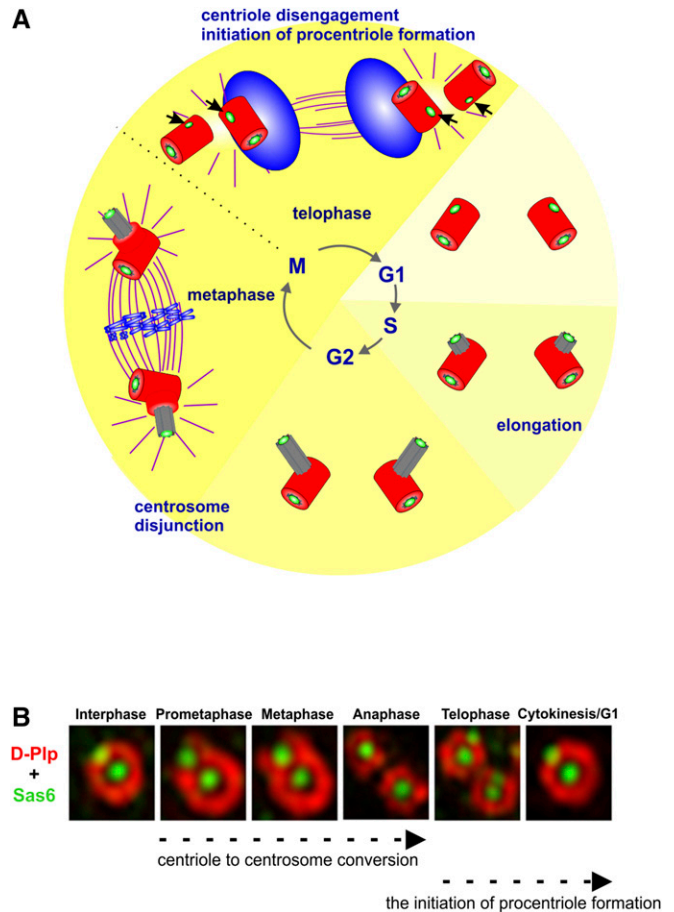 A
centriole disengagement
initiation of procentriole formation
telophase
M
G1
metaphase
S
G2
elongation
centrosome
disjunction
B
Interphase Prometaphase Metaphase Anaphase Telophase Cytokinesis/G1
D-Plp
+
Sas6
centriole to centrosome conversion
the initiation of procentriole formation